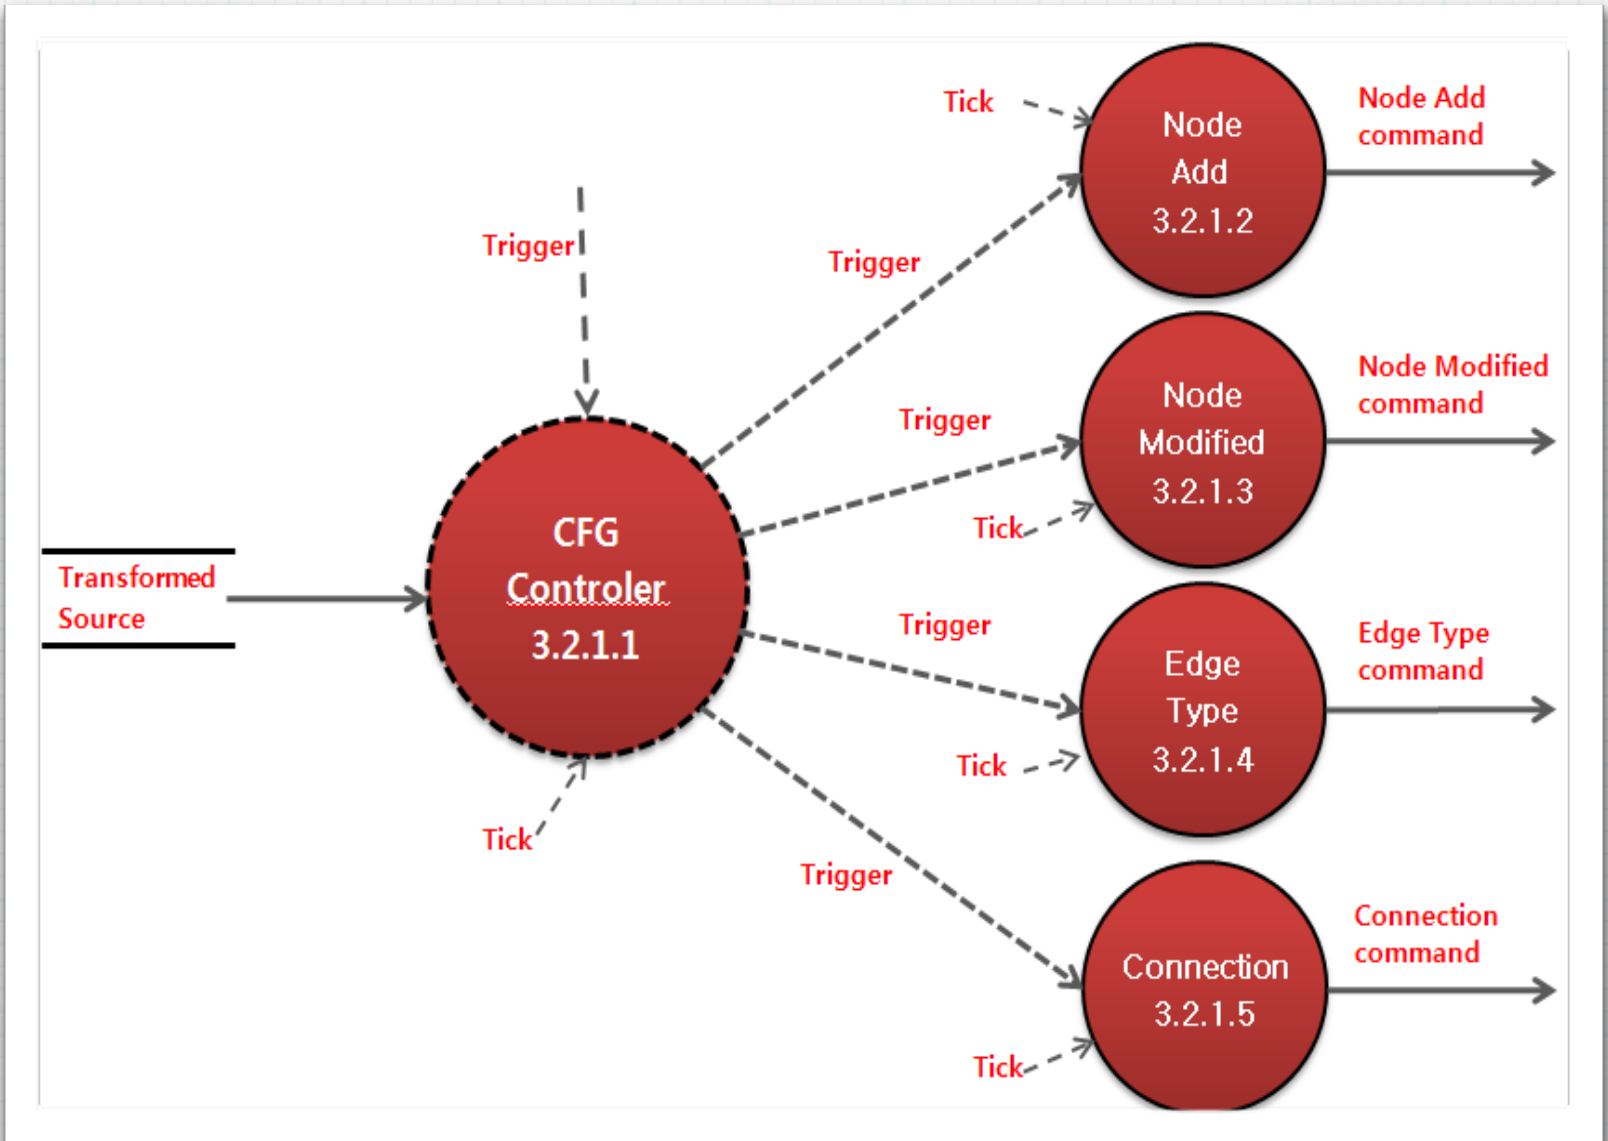 Tick
Node
Add
3.2.1.2
Node Add
command
Trigger
Trigger
Node
Modified
3.2.1.3
Node Modified
command
Trigger
Tick
Transformed
Source
CFG
Controler
3.2.1.1
Trigger
Edge
Type
3.2.1.4
Edge Type
command
Tick
Tick
Trigger
Connection
3.2.1.5
Connection
command
Tick